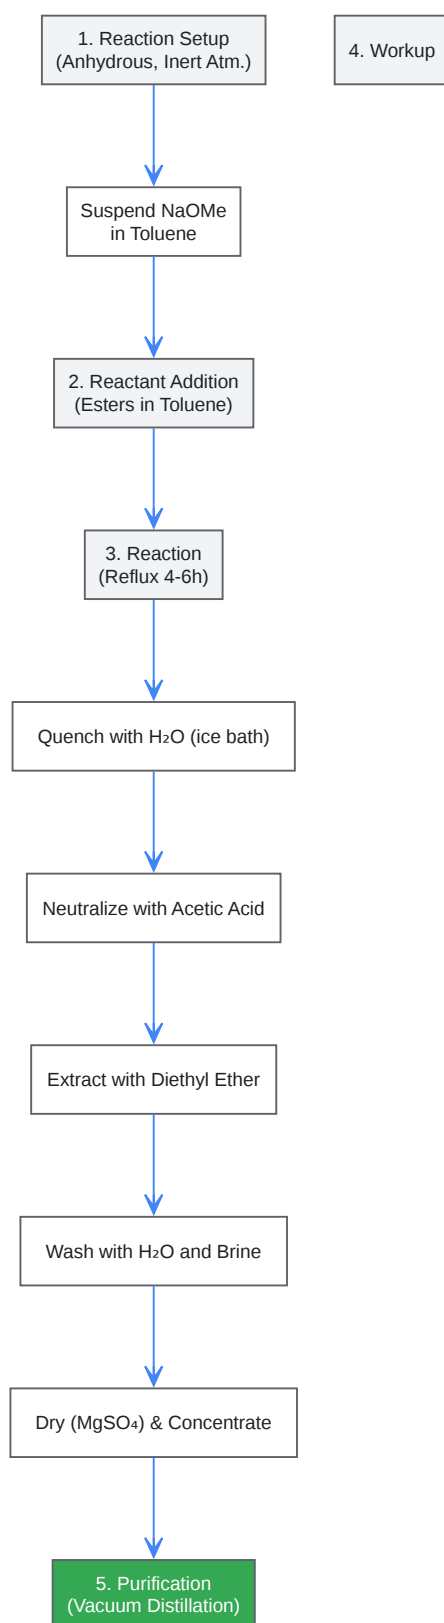 1. Reaction Setup
(Anhydrous, Inert Atm.)
4. Workup
Suspend NaOMe
in Toluene
2. Reactant Addition
(Esters in Toluene)
3. Reaction
(Reflux 4-6h)
Quench with H₂O (ice bath)
Neutralize with Acetic Acid
Extract with Diethyl Ether
Wash with H₂O and Brine
Dry (MgSO₄) & Concentrate
5. Purification
(Vacuum Distillation)